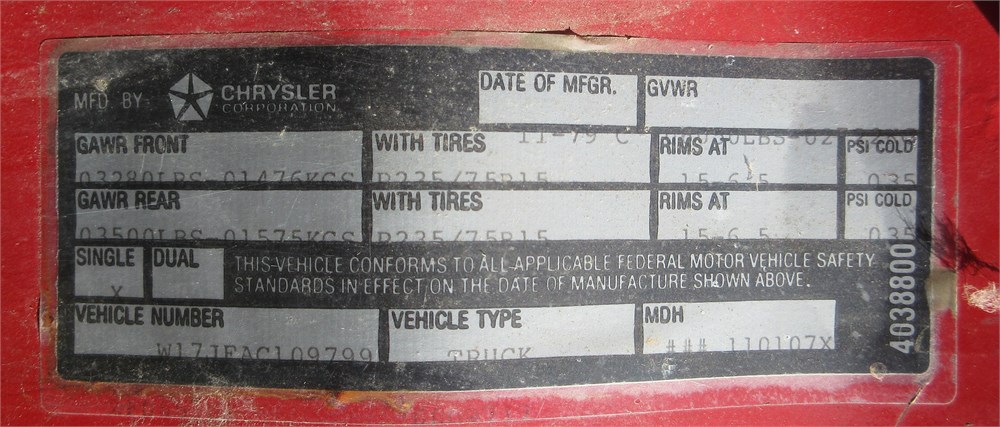 MFD BY CHRYSLER CORPORATION
DATE OF MFGR. GVWR
11-79 C
GAWR FRONT WITH TIRES RIMS AT PSI COLD
03280LBS 01476KGS P235/75R15 15-6.5 035
GAWR REAR WITH TIRES RIMS AT PSI COLD
03500LBS 01575KGS P235/75R15 15-6.5 035
SINGLE DUAL
X
THIS VEHICLE CONFORMS TO ALL APPLICABLE FEDERAL MOTOR VEHICLE SAFETY
STANDARDS IN EFFECT ON THE DATE OF MANUFACTURE SHOWN ABOVE.
VEHICLE NUMBER VEHICLE TYPE MDH
W17JEAC109799 TRUCK ### 110107X
4038800